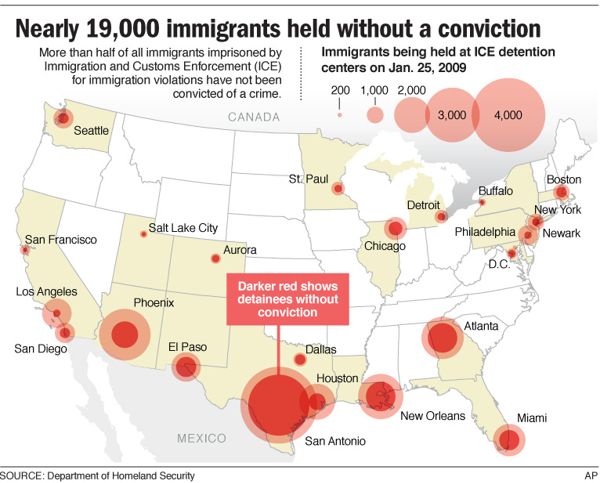 Nearly 19,000 immigrants held without a conviction
More than half of all immigrants imprisoned by
Immigration and Customs Enforcement (ICE)
for immigration violations have not been
convicted of a crime.
Immigrants being held at ICE detention
centers on Jan. 25, 2009
200
1,000
2,000
3,000
4,000
CANADA
Seattle
St. Paul
Detroit
Buffalo
Boston
New York
Newark
Philadelphia
D.C.
Chicago
Salt Lake City
Aurora
San Francisco
Los Angeles
San Diego
Phoenix
El Paso
Darker red shows
detainees without
conviction
Dallas
Houston
San Antonio
New Orleans
Atlanta
Miami
MEXICO
SOURCE: Department of Homeland Security
AP